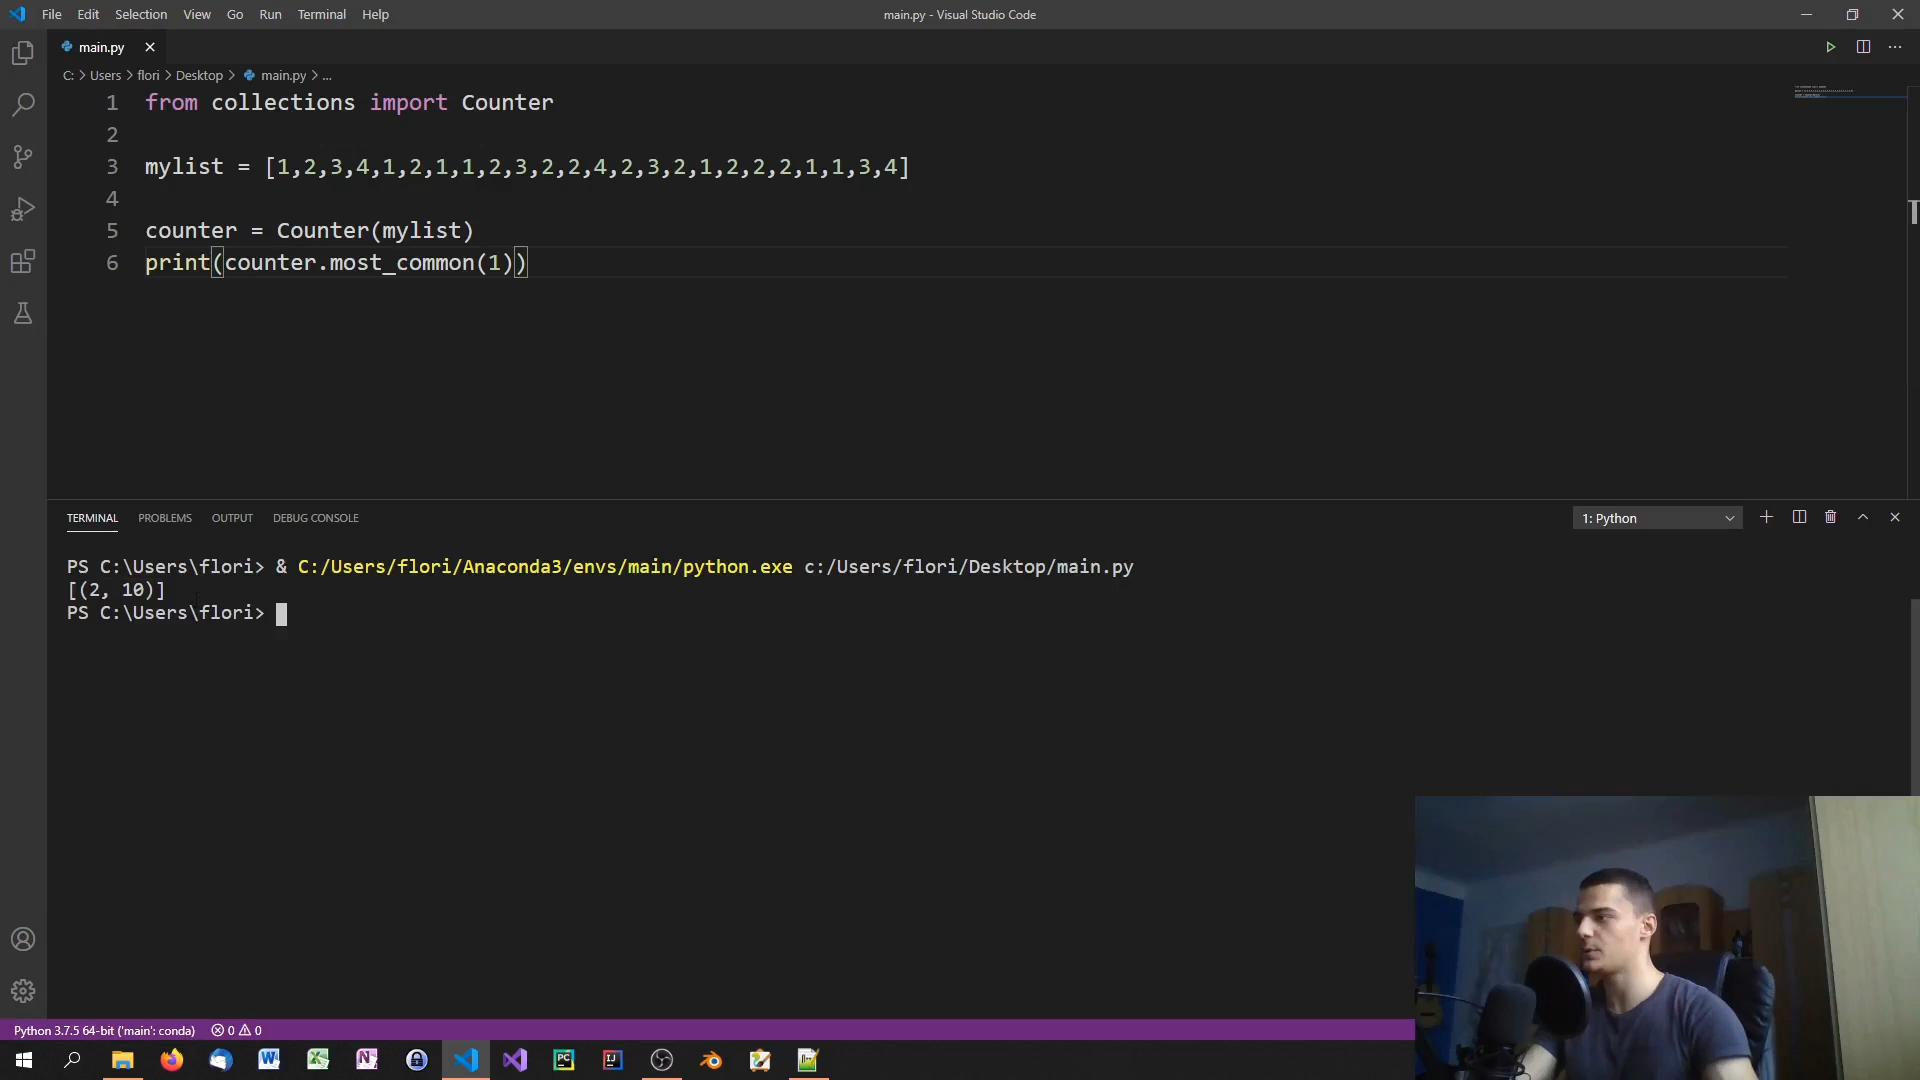 File Edit Selection View Go Run Terminal Help
main.py - Visual Studio Code
main.py
C: > Users > flori > Desktop > main.py > ...
1 from collections import Counter
2
3 mylist = [1,2,3,4,1,2,1,1,2,3,2,2,4,2,3,2,1,2,2,2,1,1,3,4]
4
5 counter = Counter(mylist)
6 print(counter.most_common(1))
TERMINAL PROBLEMS OUTPUT DEBUG CONSOLE
1: Python
PS C:\Users\flori> & C:/Users/flori/Anaconda3/envs/main/python.exe c:/Users/flori/Desktop/main.py
[(2, 10)]
PS C:\Users\flori>
Python 3.7.5 64-bit ('main': conda) 0 0